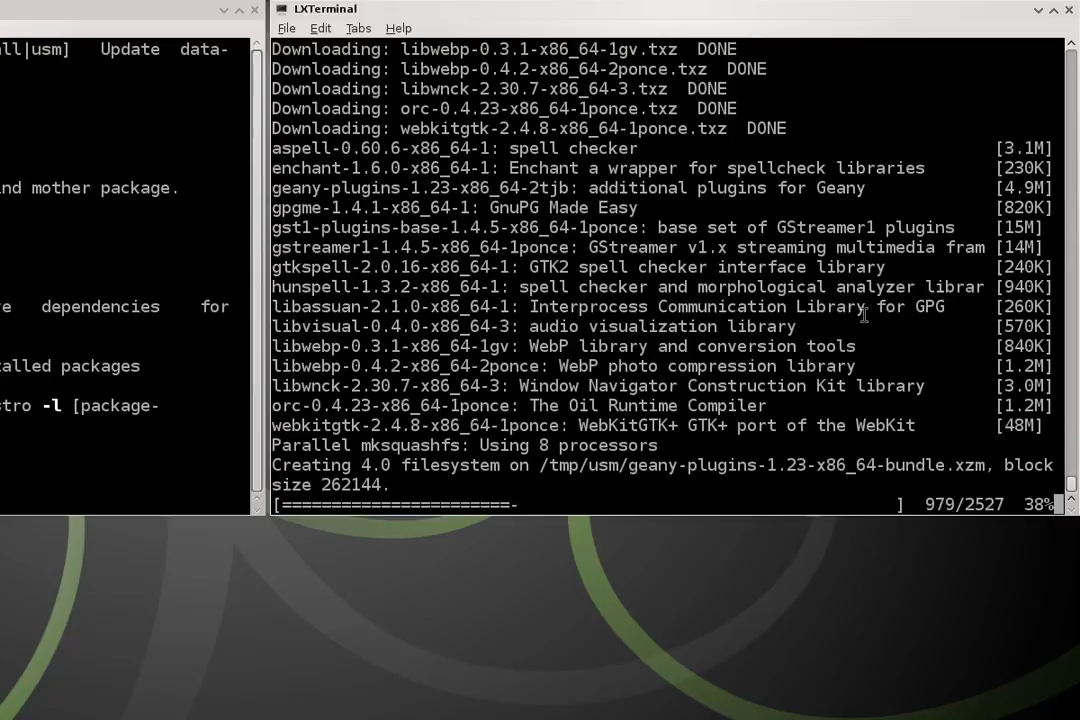 all|usm] Update data-
nd mother package.
e dependencies for
alled packages
stro -l [package-
LXTerminal
File Edit Tabs Help
Downloading: libwebp-0.3.1-x86_64-1gv.txz  DONE
Downloading: libwebp-0.4.2-x86_64-2ponce.txz  DONE
Downloading: libwnck-2.30.7-x86_64-3.txz  DONE
Downloading: orc-0.4.23-x86_64-1ponce.txz  DONE
Downloading: webkitgtk-2.4.8-x86_64-1ponce.txz  DONE
aspell-0.60.6-x86_64-1: spell checker [3.1M]
enchant-1.6.0-x86_64-1: Enchant a wrapper for spellcheck libraries [230K]
geany-plugins-1.23-x86_64-2tjb: additional plugins for Geany [4.9M]
gpgme-1.4.1-x86_64-1: GnuPG Made Easy [820K]
gst1-plugins-base-1.4.5-x86_64-1ponce: base set of GStreamer1 plugins [15M]
gstreamer1-1.4.5-x86_64-1ponce: GStreamer v1.x streaming multimedia fram [14M]
gtkspell-2.0.16-x86_64-1: GTK2 spell checker interface library [240K]
hunspell-1.3.2-x86_64-1: spell checker and morphological analyzer librar [940K]
libassuan-2.1.0-x86_64-1: Interprocess Communication Library for GPG [260K]
libvisual-0.4.0-x86_64-3: audio visualization library [570K]
libwebp-0.3.1-x86_64-1gv: WebP library and conversion tools [840K]
libwebp-0.4.2-x86_64-2ponce: WebP photo compression library [1.2M]
libwnck-2.30.7-x86_64-3: Window Navigator Construction Kit library [3.0M]
orc-0.4.23-x86_64-1ponce: The Oil Runtime Compiler [1.2M]
webkitgtk-2.4.8-x86_64-1ponce: WebKitGTK+ GTK+ port of the WebKit [48M]
Parallel mksquashfs: Using 8 processors
Creating 4.0 filesystem on /tmp/usm/geany-plugins-1.23-x86_64-bundle.xzm, block
size 262144.
[=======================- ] 979/2527 38%